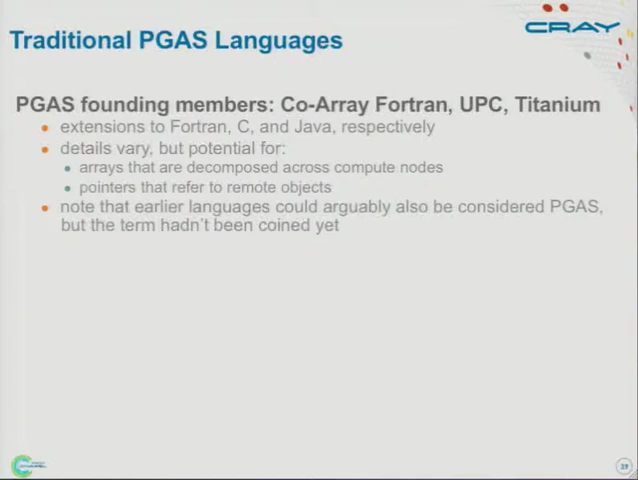 CRAY
Traditional PGAS Languages
PGAS founding members: Co-Array Fortran, UPC, Titanium
extensions to Fortran, C, and Java, respectively
details vary, but potential for:
arrays that are decomposed across compute nodes
pointers that refer to remote objects
note that earlier languages could arguably also be considered PGAS,
but the term hadn't been coined yet